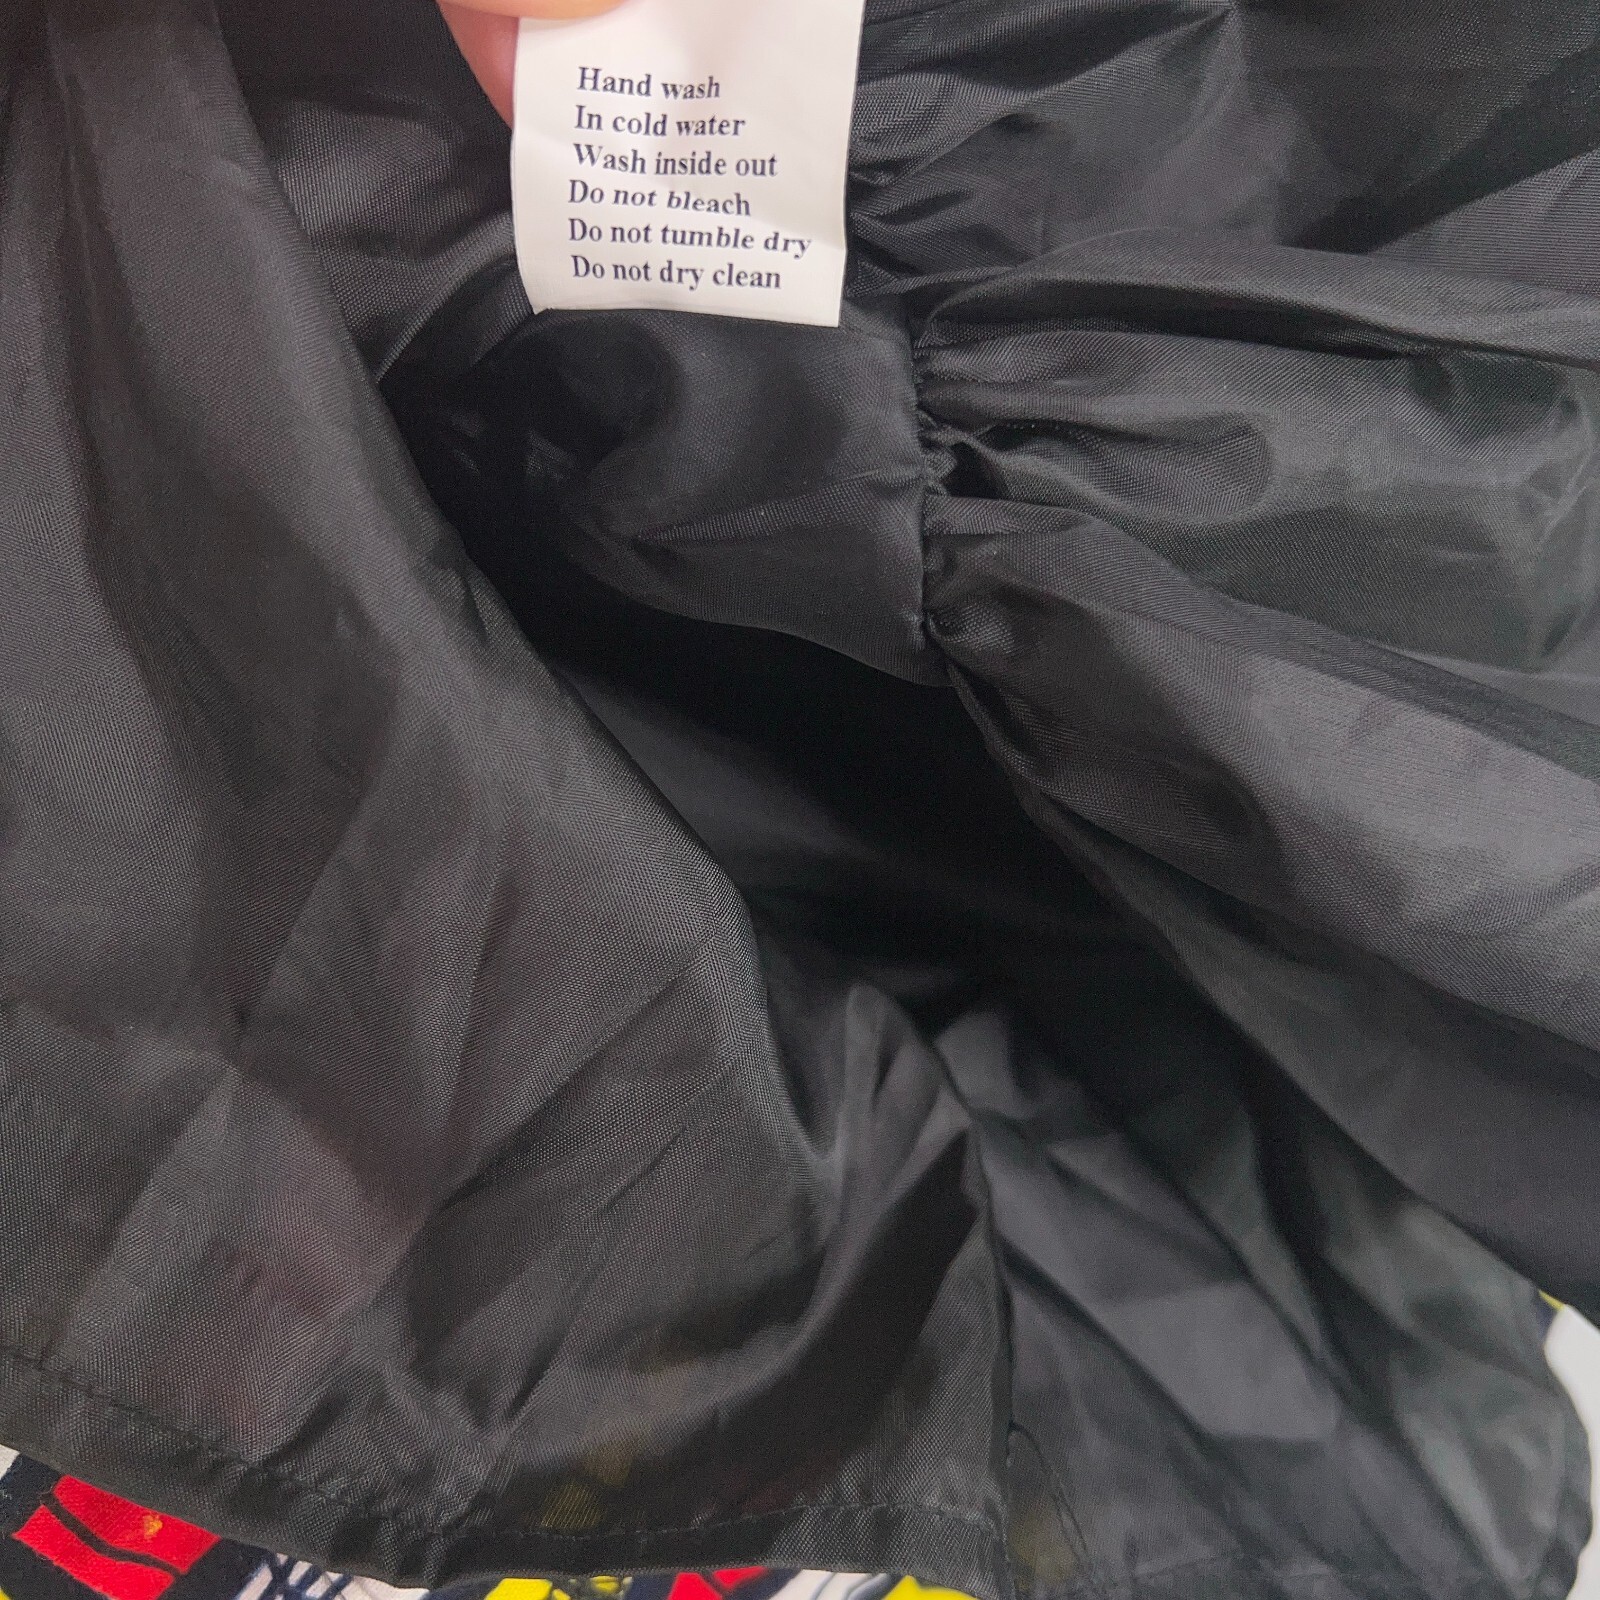 Hand wash
In cold water
Wash inside out
Do not bleach
Do not tumble dry
Do not dry clean